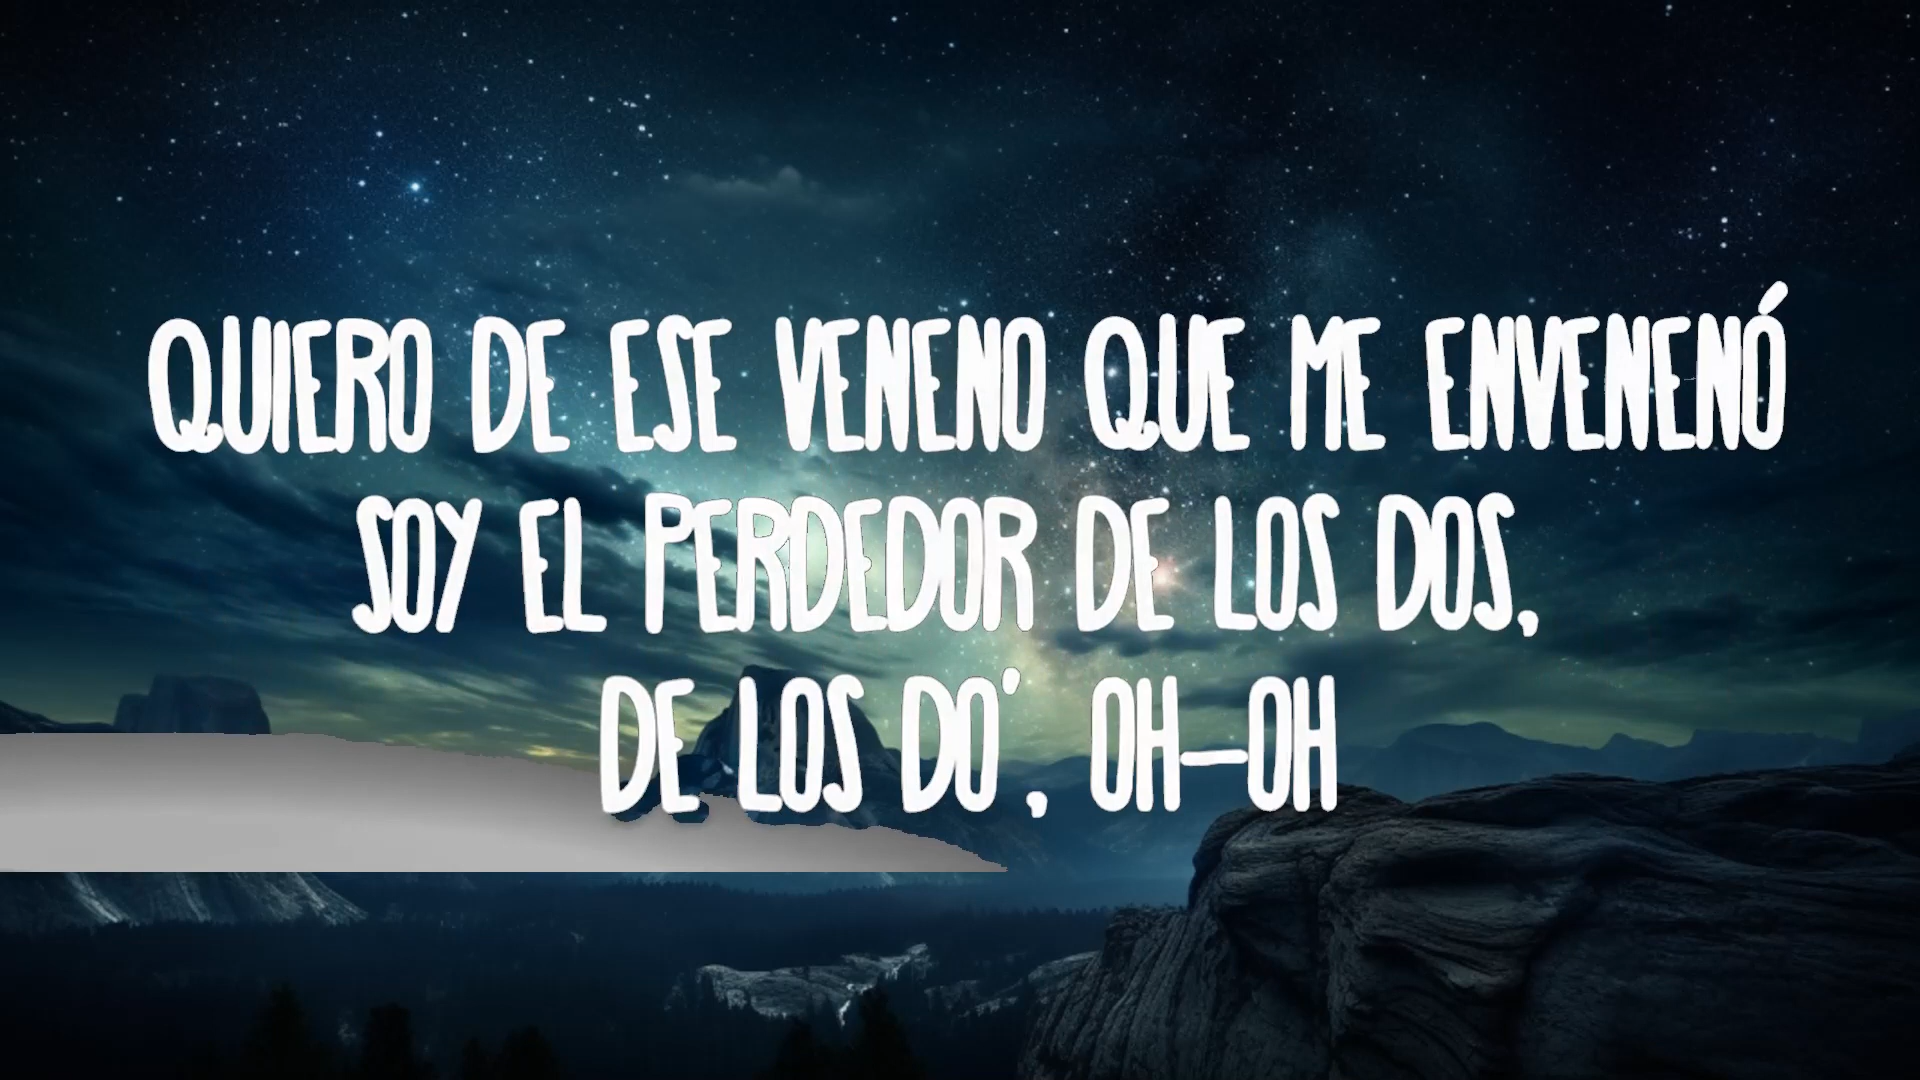 QUIERO DE ESE VENENO QUE ME ENVENENÓ
SOY EL PERDEDOR DE LOS DOS,
DE LOS DO', OH-OH